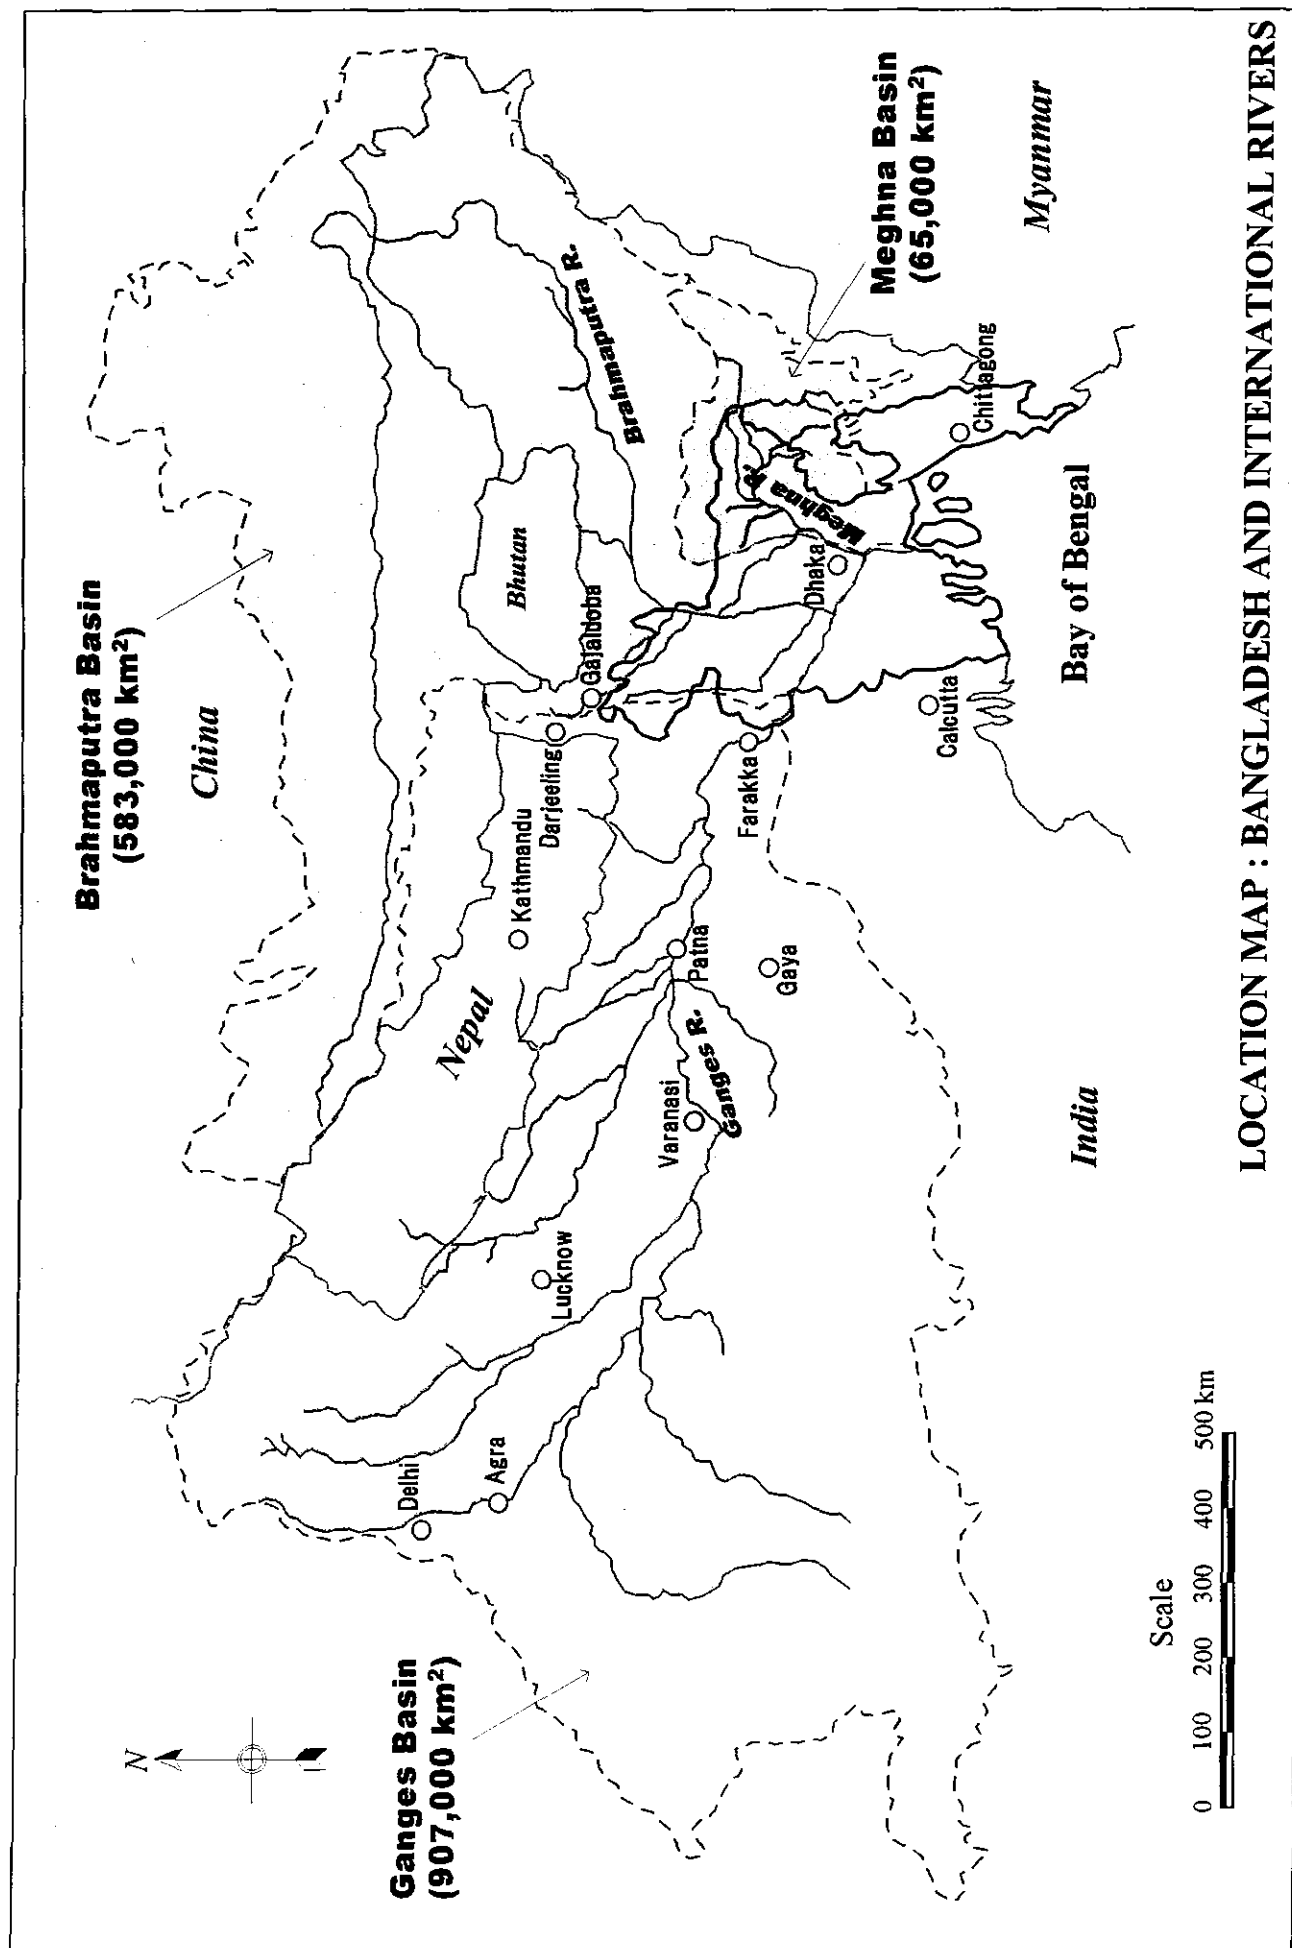 N
Brahmaputra Basin
(583,000 km²)
China
Ganges Basin
(907,000 km²)
Meghna Basin
(65,000 km²)
Myanmar
Nepal
Bhutan
Brahmaputra R.
Delhi
Agra
Lucknow
Kathmandu
Darjeeling
Gajaldoba
Varanasi
Ganges R.
Patna
Gaya
Farakka
Dhaka
Meghna R.
Calcutta
Chittagong
India
Bay of Bengal
Scale
0 100 200 300 400 500 km
LOCATION MAP : BANGLADESH AND INTERNATIONAL RIVERS